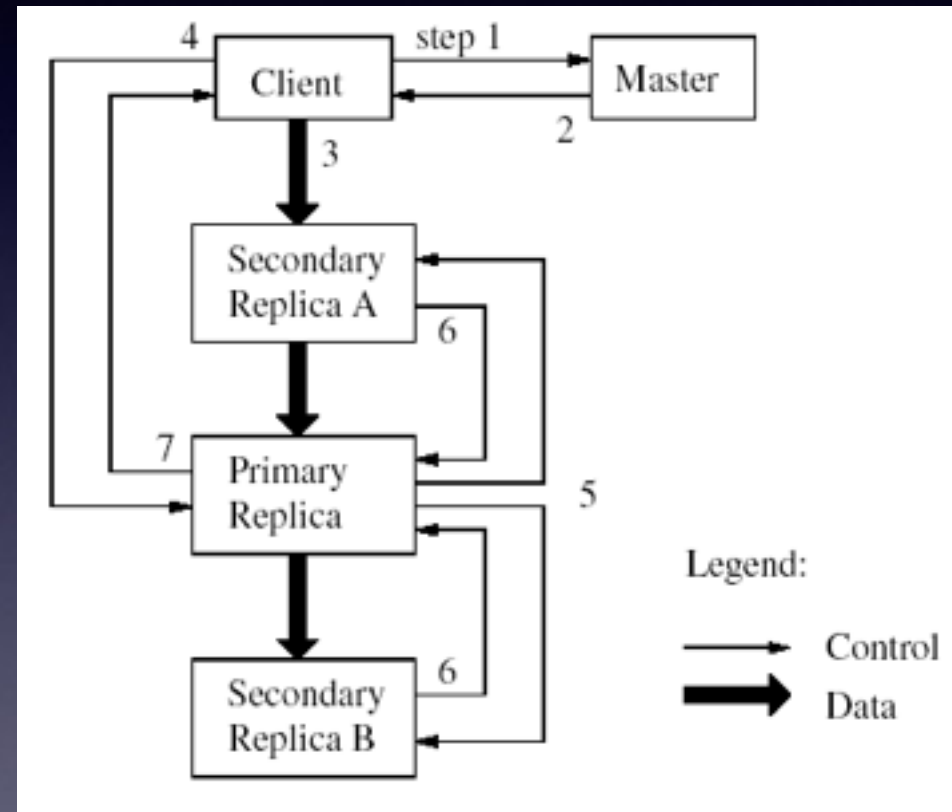 4
step 1
Client
Master
2
3
Secondary
Replica A
6
7
Primary
Replica
5
Legend:
Control
6
Secondary
Replica B
Data